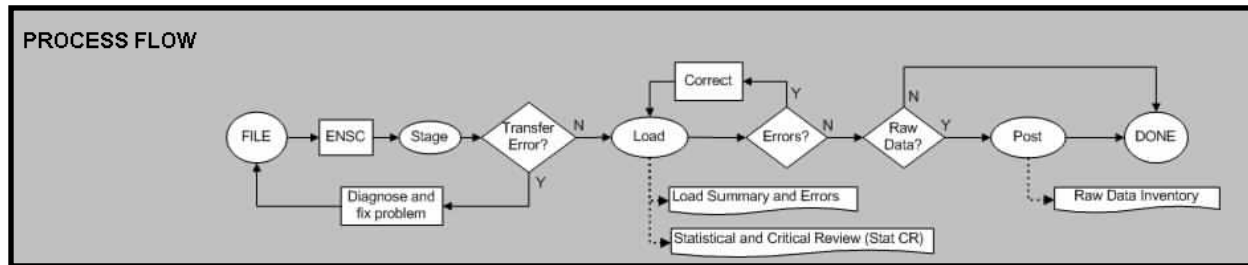 PROCESS FLOW
Correct
Y
N
FILE
ENSC
Stage
Transfer
Error?
N
Load
Errors?
N
Raw
Data?
Y
Post
DONE
Y
Diagnose and
fix problem
Load Summary and Errors
Raw Data Inventory
Statistical and Critical Review (Stat CR)